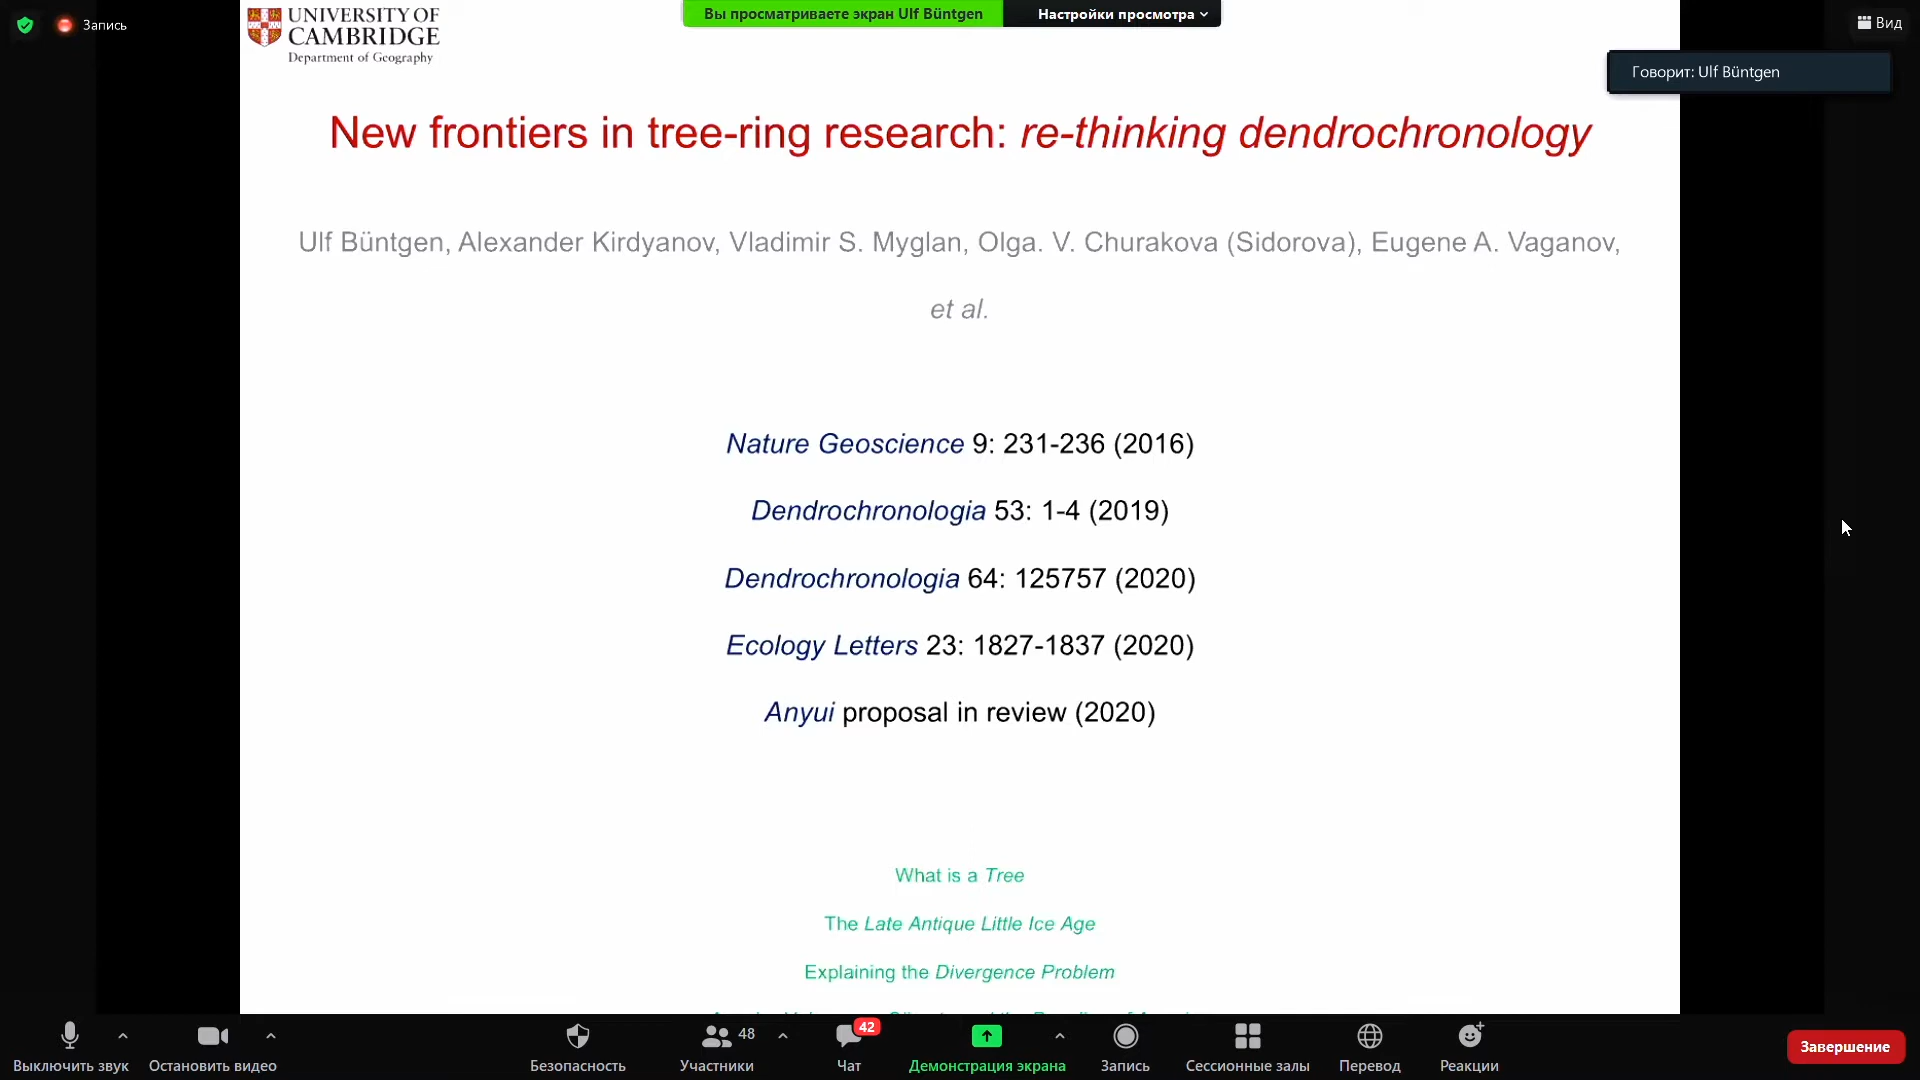 Запись
UNIVERSITY OF
CAMBRIDGE
Department of Geography
Вы просматриваете экран Ulf Büntgen
Настройки просмотра
Вид
Говорит: Ulf Büntgen
New frontiers in tree-ring research: re-thinking dendrochronology
Ulf Büntgen, Alexander Kirdyanov, Vladimir S. Myglan, Olga. V. Churakova (Sidorova), Eugene A. Vaganov,
et al.
Nature Geoscience 9: 231-236 (2016)
Dendrochronologia 53: 1-4 (2019)
Dendrochronologia 64: 125757 (2020)
Ecology Letters 23: 1827-1837 (2020)
Anyui proposal in review (2020)
What is a Tree
The Late Antique Little Ice Age
Explaining the Divergence Problem
48
42
Выключить звук
Остановить видео
Безопасность
Участники
Чат
Демонстрация экрана
Запись
Сессионные залы
Перевод
Реакции
Завершение